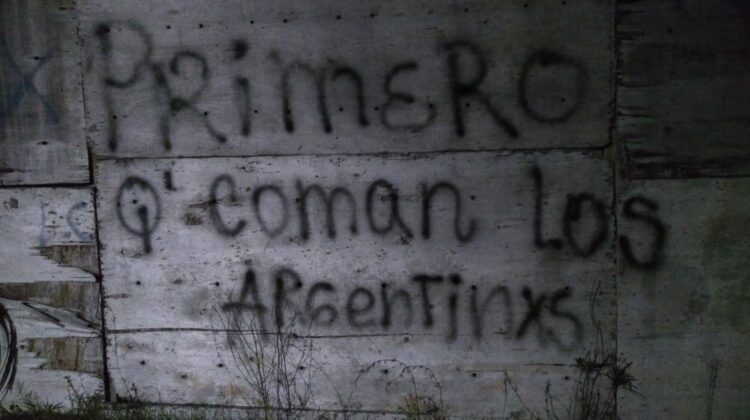 PRimeRO
Q' coman Los
ARgentinxs